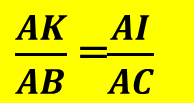 AK/AB = AI/AC